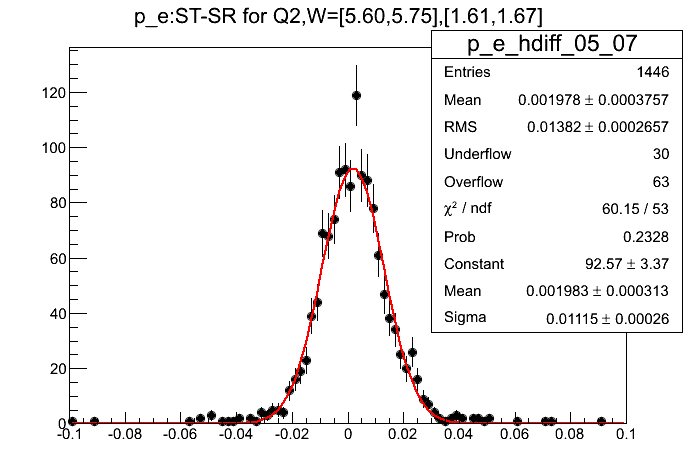 p_e:ST-SR for Q2,W=[5.60,5.75],[1.61,1.67]
p_e_hdiff_05_07
Entries 1446
Mean 0.001978 ± 0.0003757
RMS 0.01382 ± 0.0002657
Underflow 30
Overflow 63
χ² / ndf 60.15 / 53
Prob 0.2328
Constant 92.57 ± 3.37
Mean 0.001983 ± 0.000313
Sigma 0.01115 ± 0.00026
120
100
80
60
40
20
0
-0.1 -0.08 -0.06 -0.04 -0.02 0 0.02 0.04 0.06 0.08 0.1